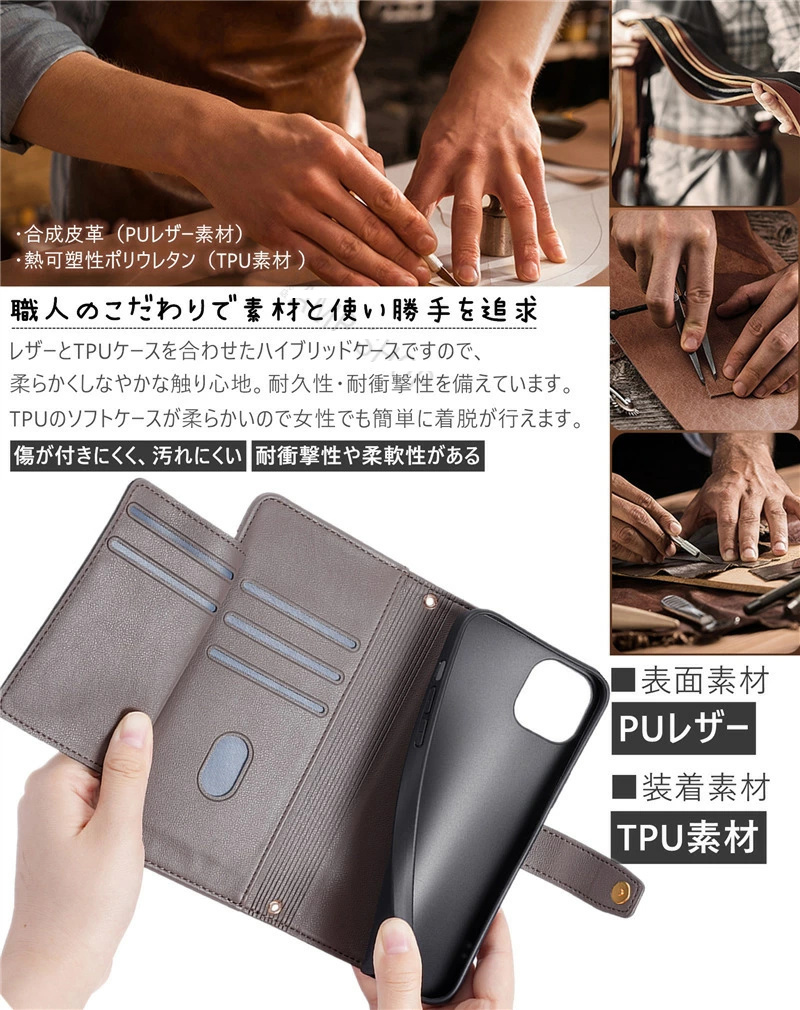 ・合成皮革（PUレザー素材）
・熱可塑性ポリウレタン（TPU素材 ）
職人のこだわりで素材と使い勝手を追求
レザーとTPUケースを合わせたハイブリッドケースですので、
柔らかくしなやかな触り心地。耐久性・耐衝撃性を備えています。
TPUのソフトケースが柔らかいので女性でも簡単に着脱が行えます。
傷が付きにくく、汚れにくい 耐衝撃性や柔軟性がある
■表面素材
PUレザー
■装着素材
TPU素材